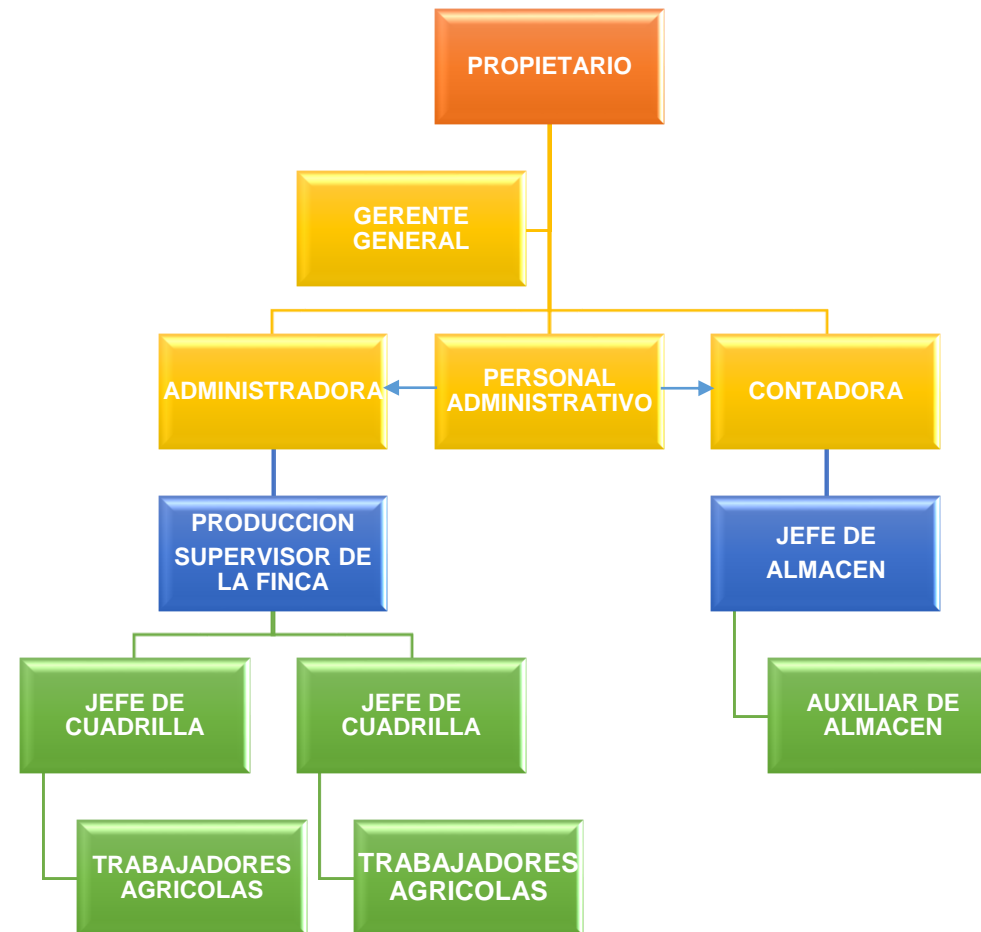 PROPIETARIO
GERENTE
GENERAL
ADMINISTRADORA
PERSONAL
ADMINISTRATIVO
CONTADORA
PRODUCCION
SUPERVISOR DE
LA FINCA
JEFE DE
ALMACEN
JEFE DE
CUADRILLA
JEFE DE
CUADRILLA
AUXILIAR DE
ALMACEN
TRABAJADORES
AGRICOLAS
TRABAJADORES
AGRICOLAS